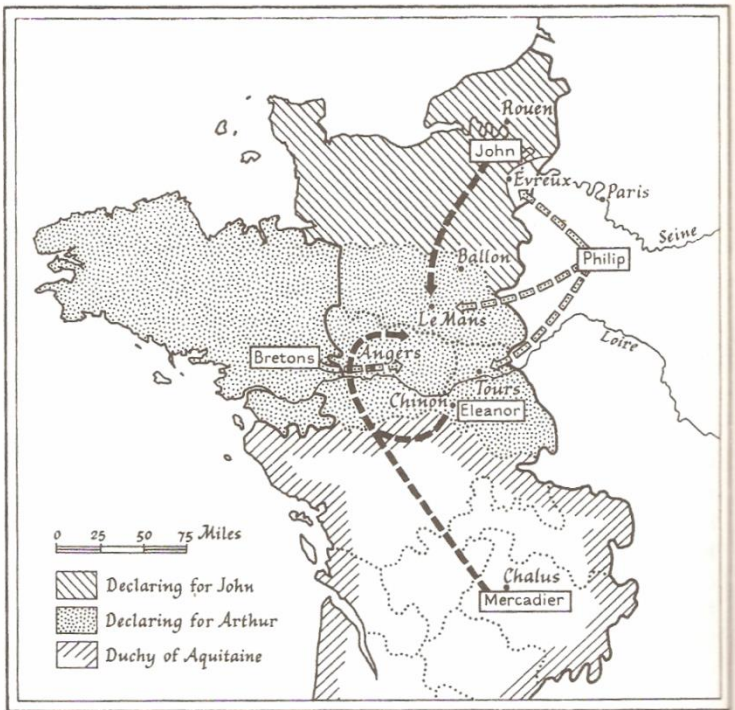 Rouen
John
Evreux
Paris
Seine
Ballon
Philip
Le Mans
Loire
Bretons
Angers
Tours
Chinon
Eleanor
0 25 50 75 Miles
Chalus
Mercadier
Declaring for John
Declaring for Arthur
Duchy of Aquitaine